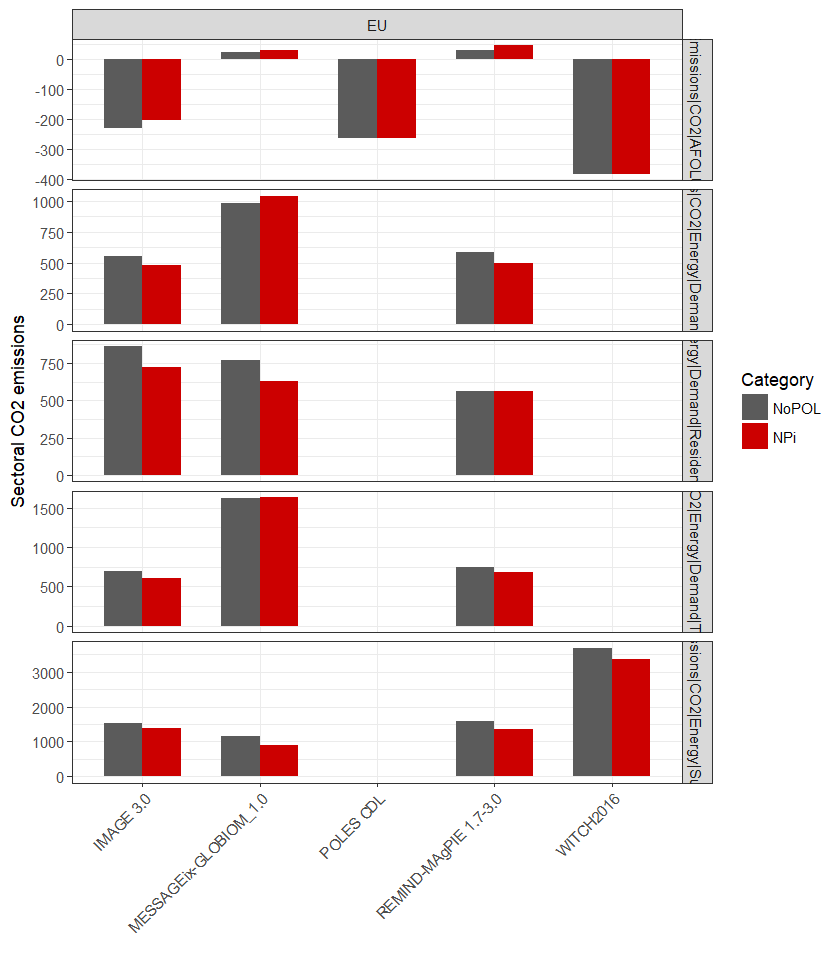 EU
Sectoral CO2 emissions
0
-100
-200
-300
-400
missions|CO2|AFOLU
1000
750
500
250
0
s|CO2|Energy|Deman
750
500
250
0
ergy|Demand|Residen
1500
1000
500
0
O2|Energy|Demand|T
3000
2000
1000
0
ssions|CO2|Energy|Su
IMAGE 3.0
MESSAGEix-GLOBIOM_1.0
POLES CDL
REMIND-MAgPIE 1.7-3.0
WITCH2016
Category
NoPOL
NPi